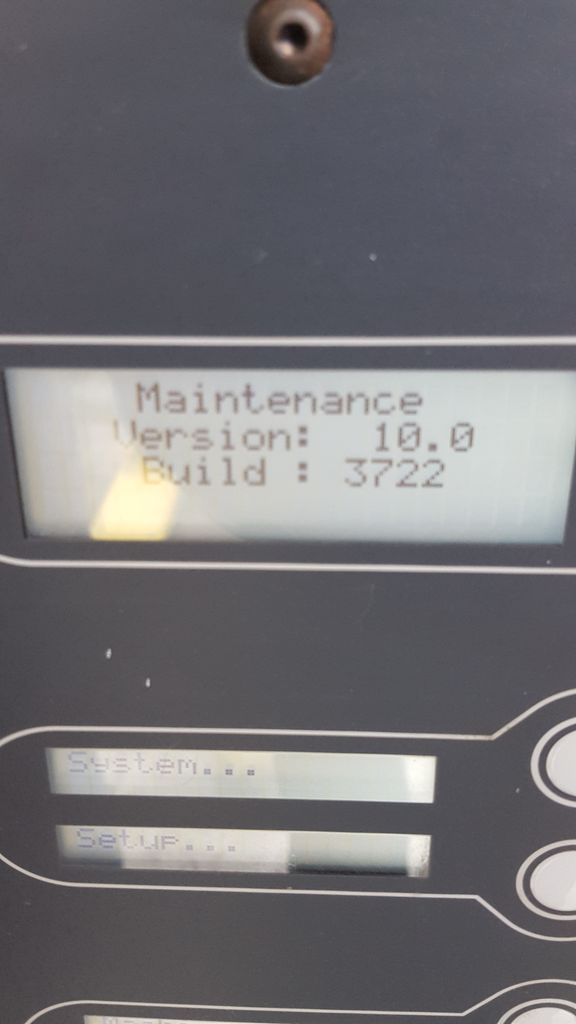 Maintenance
Version: 10.0
Build : 3722
System...
Setup...